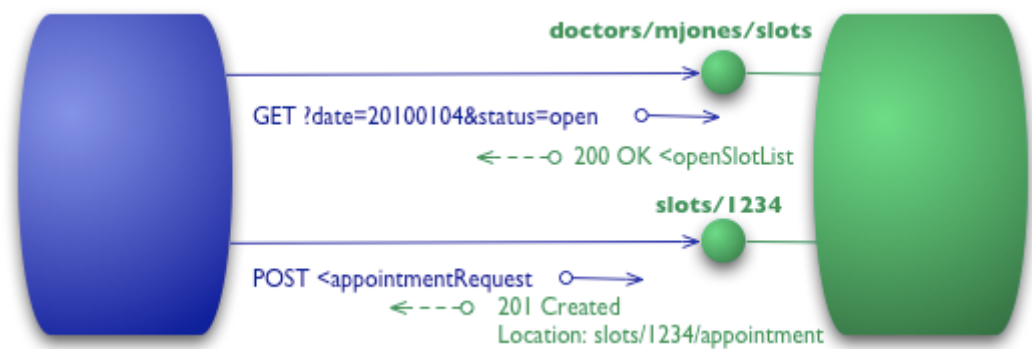 doctors/mjones/slots
GET ?date=20100104&status=open
200 OK <openSlotList
slots/1234
POST <appointmentRequest
201 Created
Location: slots/1234/appointment